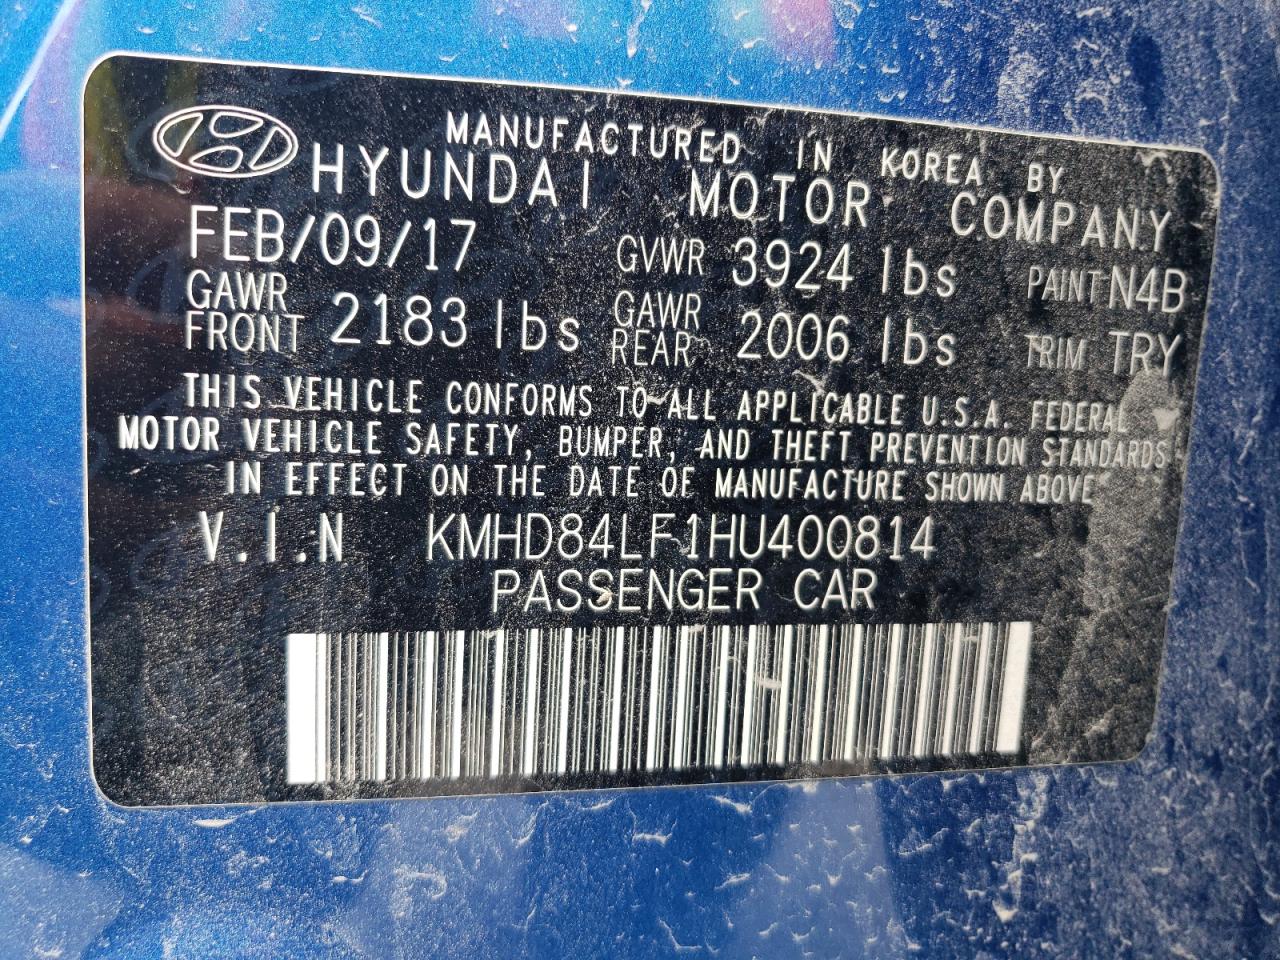 MANUFACTURED IN KOREA BY
HYUNDAI MOTOR COMPANY
FEB/09/17 GVWR 3924 lbs PAINT N4B
GAWR FRONT 2183 lbs GAWR REAR 2006 lbs TRIM TRY
THIS VEHICLE CONFORMS TO ALL APPLICABLE U.S.A. FEDERAL
MOTOR VEHICLE SAFETY, BUMPER, AND THEFT PREVENTION STANDARDS
IN EFFECT ON THE DATE OF MANUFACTURE SHOWN ABOVE
V.I.N KMHD84LF1HU400814
PASSENGER CAR